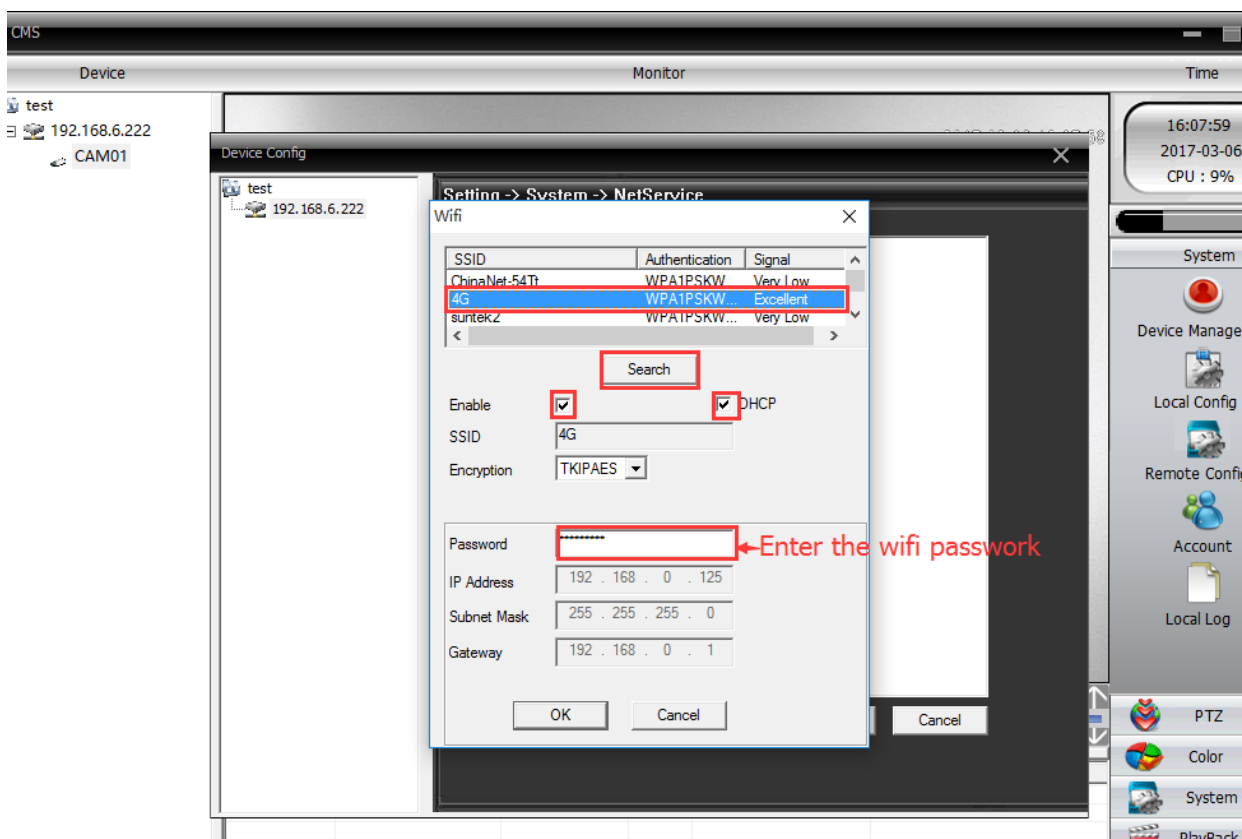 CMS
Device Monitor Time
test
192.168.6.222
CAM01
16:07:59
2017-03-06
CPU : 9%
Device Config
test
192.168.6.222
Setting -> System -> NetService
Wifi
SSID Authentication Signal
ChinaNet-54Tt WPA1PSKW Very Low
4G WPA1PSKW... Excellent
suntek2 WPA1PSKW... Very Low
Search
Enable DHCP
SSID 4G
Encryption TKIPAES
Password *********
Enter the wifi passwork
IP Address 192 . 168 . 0 . 125
Subnet Mask 255 . 255 . 255 . 0
Gateway 192 . 168 . 0 . 1
OK Cancel
Cancel
System
Device Manage
Local Config
Remote Config
Account
Local Log
PTZ
Color
System
PlayBack